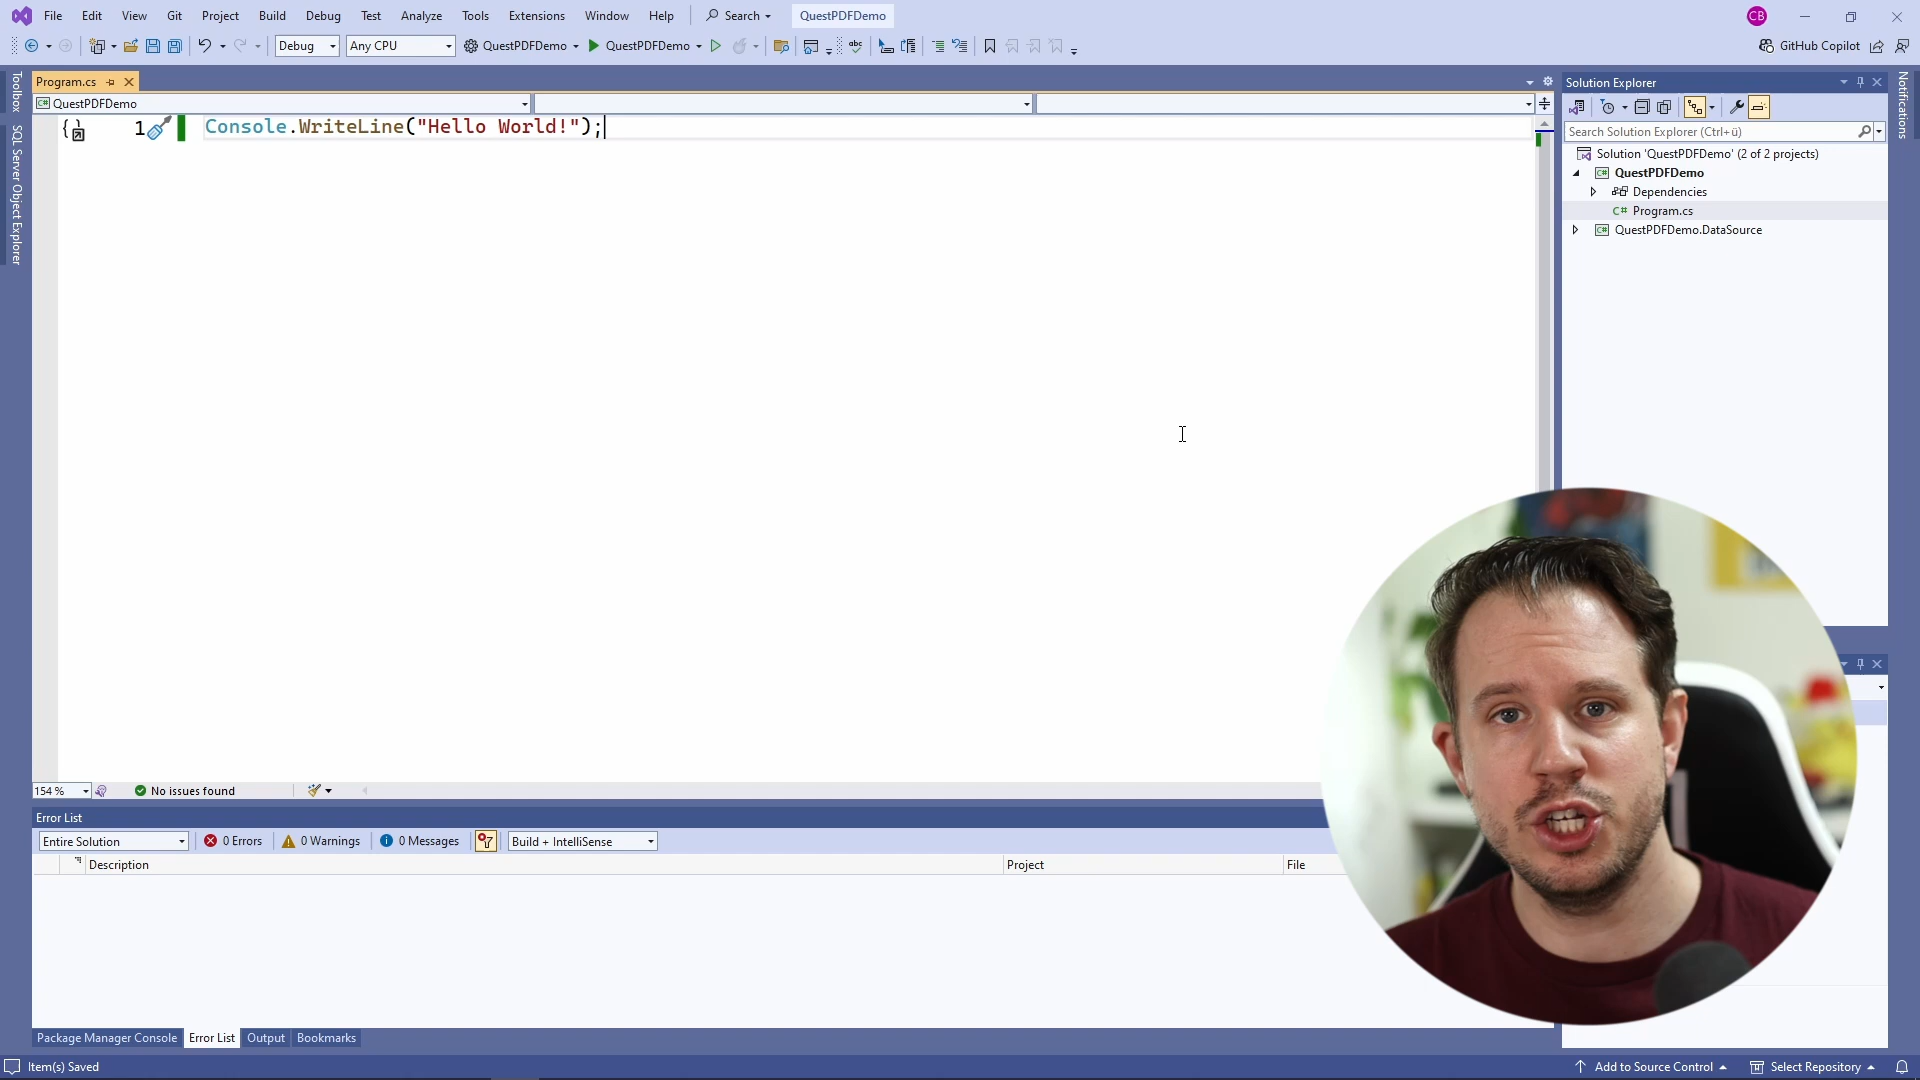 File Edit View Git Project Build Debug Test Analyze Tools Extensions Window Help Search QuestPDFDemo CB
Debug Any CPU QuestPDFDemo QuestPDFDemo GitHub Copilot
Toolbox
SQL Server Object Explorer
Program.cs
QuestPDFDemo
1 Console.WriteLine("Hello World!");
154 % No issues found
Solution Explorer
Search Solution Explorer (Ctrl+ü)
Solution 'QuestPDFDemo' (2 of 2 projects)
QuestPDFDemo
Dependencies
C# Program.cs
QuestPDFDemo.DataSource
Notifications
Error List
Entire Solution 0 Errors 0 Warnings 0 Messages Build + IntelliSense
Description Project File
Package Manager Console Error List Output Bookmarks
Item(s) Saved Add to Source Control Select Repository